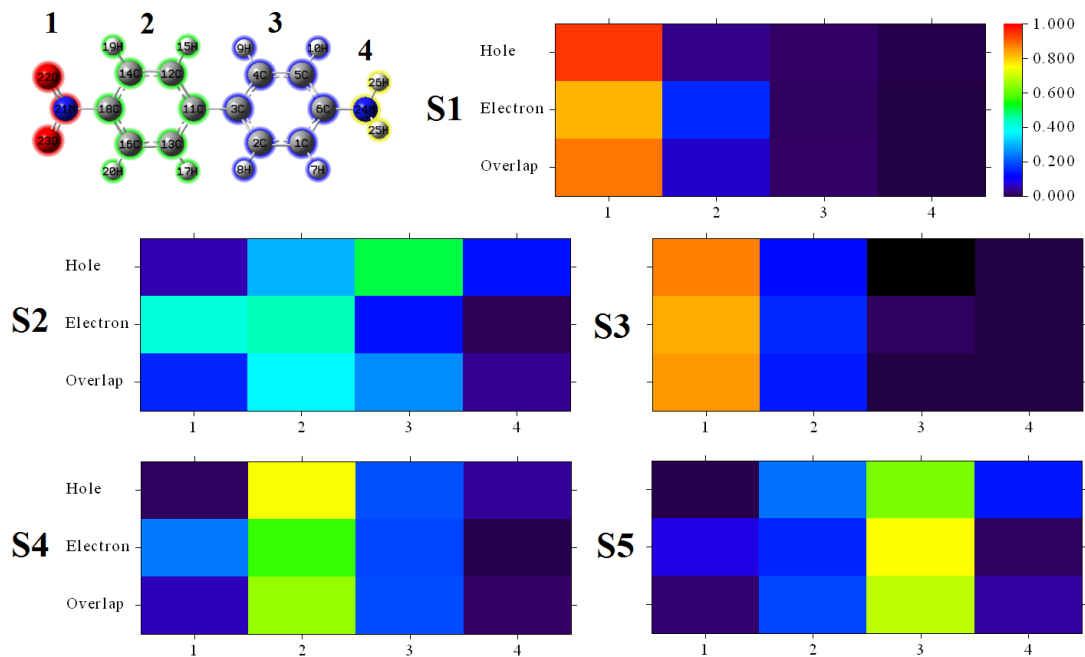 1 2 3 4
19H 15H 9H 10H
14C 12C 4C 5C 26H
22O
21N 18C 11C 3C 6C 24N
23O 25H
16C 13C 2C 1C
20H 17H 8H 7H
S1
Hole
Electron
Overlap
1 2 3 4
1.000
0.800
0.600
0.400
0.200
0.000
S2
Hole
Electron
Overlap
1 2 3 4
S3
1 2 3 4
S4
Hole
Electron
Overlap
1 2 3 4
S5
1 2 3 4